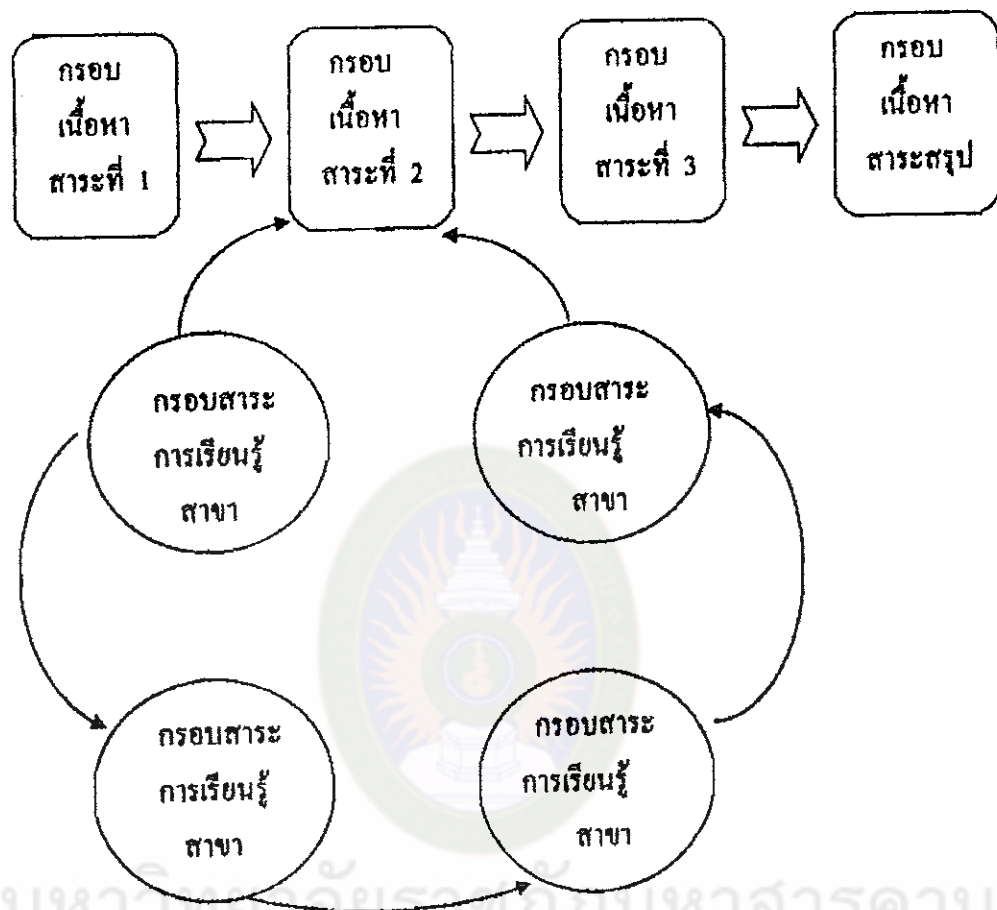 กรอบ
เนื้อหา
สาระที่ 1
กรอบ
เนื้อหา
สาระที่ 2
กรอบ
เนื้อหา
สาระที่ 3
กรอบ
เนื้อหา
สาระสรุป
กรอบสาระ
การเรียนรู้
สาขา
กรอบสาระ
การเรียนรู้
สาขา
กรอบสาระ
การเรียนรู้
สาขา
กรอบสาระ
การเรียนรู้
สาขา